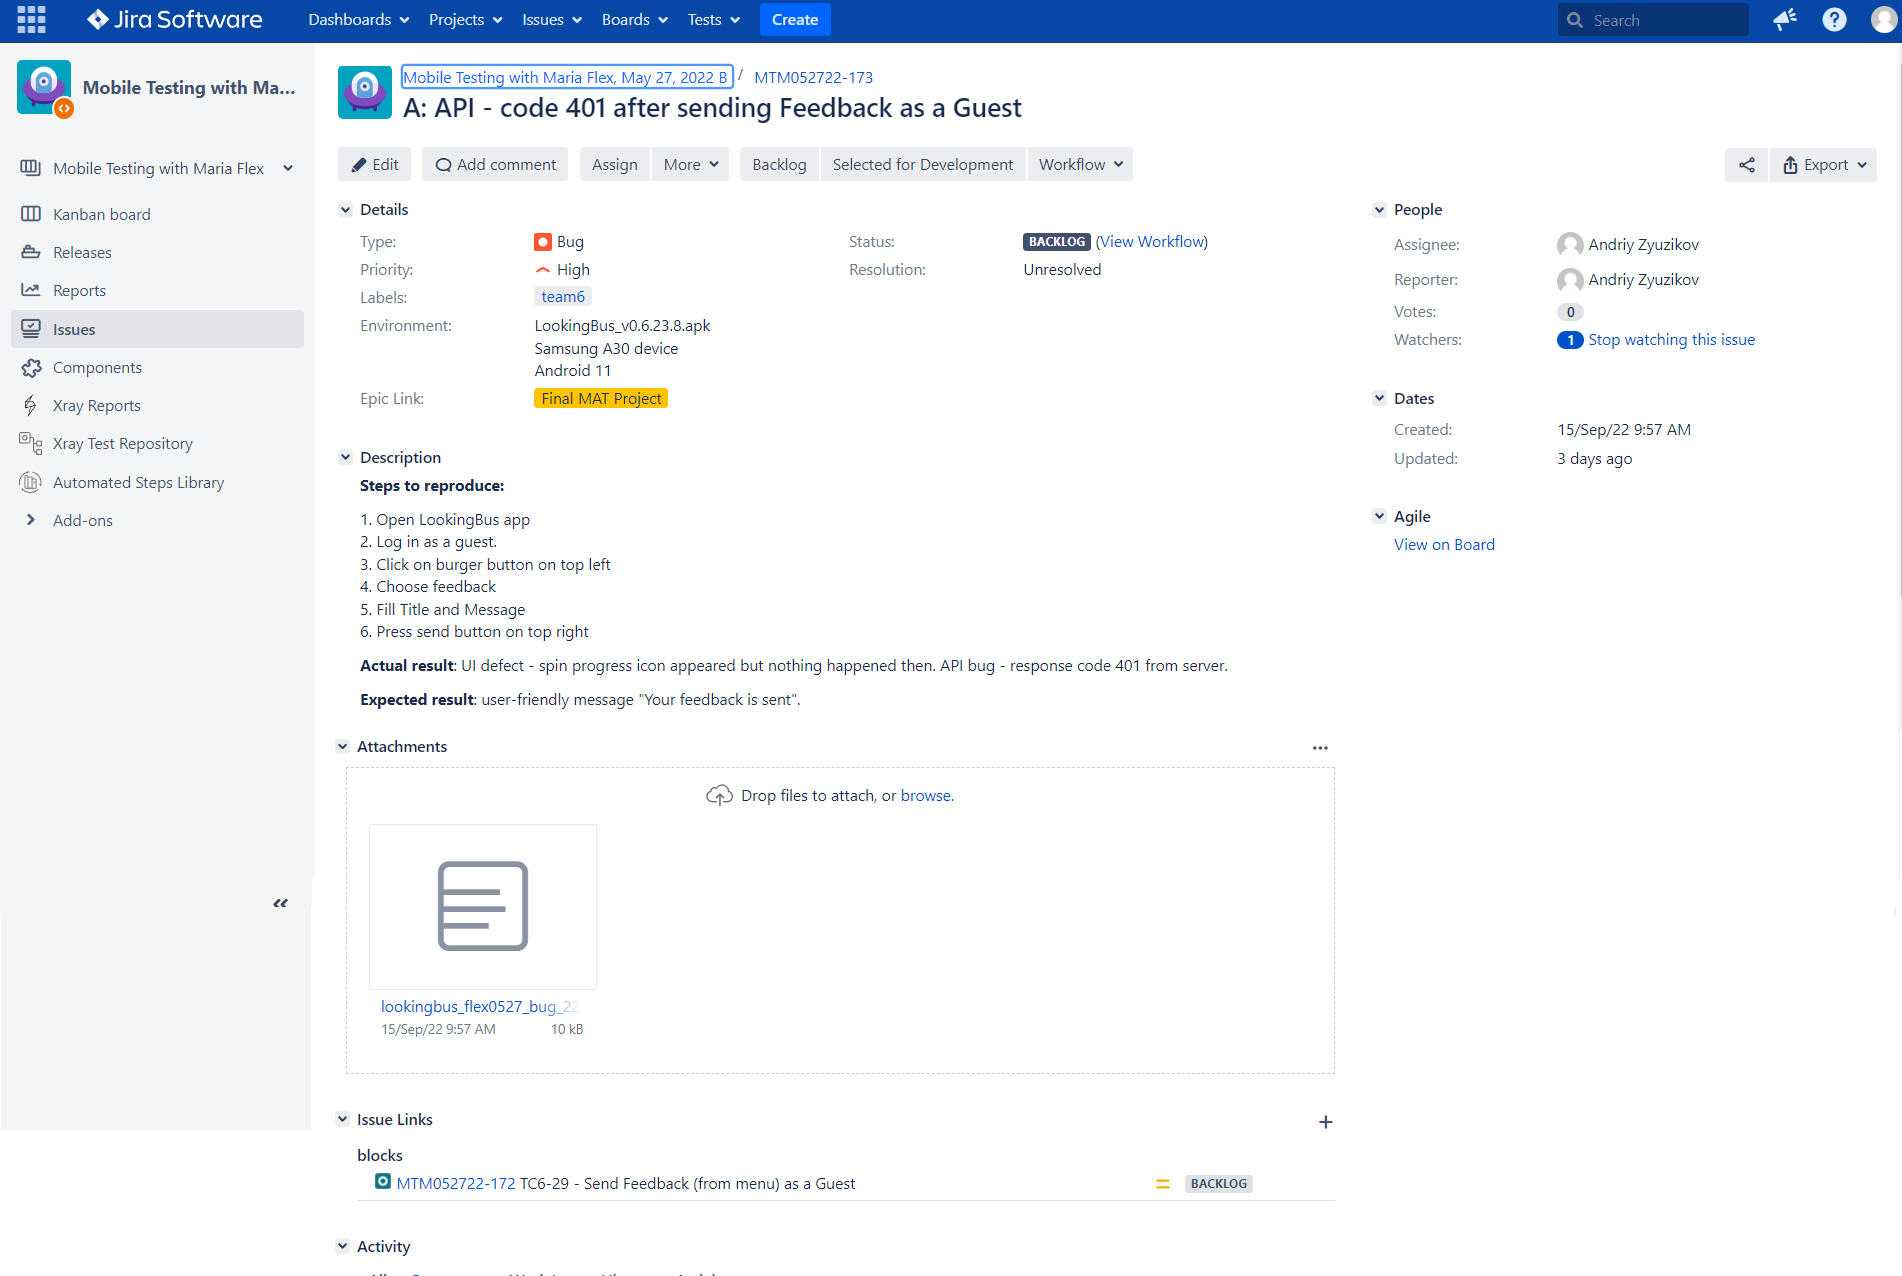 Jira Software
Dashboards Projects Issues Boards Tests Create
Search
Mobile Testing with Ma...
Mobile Testing with Maria Flex
Kanban board
Releases
Reports
Issues
Components
Xray Reports
Xray Test Repository
Automated Steps Library
Add-ons
Mobile Testing with Maria Flex, May 27, 2022 B / MTM052722-173
A: API - code 401 after sending Feedback as a Guest
Edit Add comment Assign More Backlog Selected for Development Workflow Export
Details
Type: Bug
Status: BACKLOG (View Workflow)
Priority: High
Resolution: Unresolved
Labels: team6
Environment: LookingBus_v0.6.23.8.apk
Samsung A30 device
Android 11
Epic Link: Final MAT Project
Description
Steps to reproduce:
1. Open LookingBus app
2. Log in as a guest.
3. Click on burger button on top left
4. Choose feedback
5. Fill Title and Message
6. Press send button on top right
Actual result: UI defect - spin progress icon appeared but nothing happened then. API bug - response code 401 from server.
Expected result: user-friendly message "Your feedback is sent".
Attachments
Drop files to attach, or browse.
lookingbus_flex0527_bug_22
15/Sep/22 9:57 AM 10 kB
Issue Links
blocks
MTM052722-172 TC6-29 - Send Feedback (from menu) as a Guest BACKLOG
Activity
People
Assignee: Andriy Zyuzikov
Reporter: Andriy Zyuzikov
Votes: 0
Watchers: 1 Stop watching this issue
Dates
Created: 15/Sep/22 9:57 AM
Updated: 3 days ago
Agile
View on Board